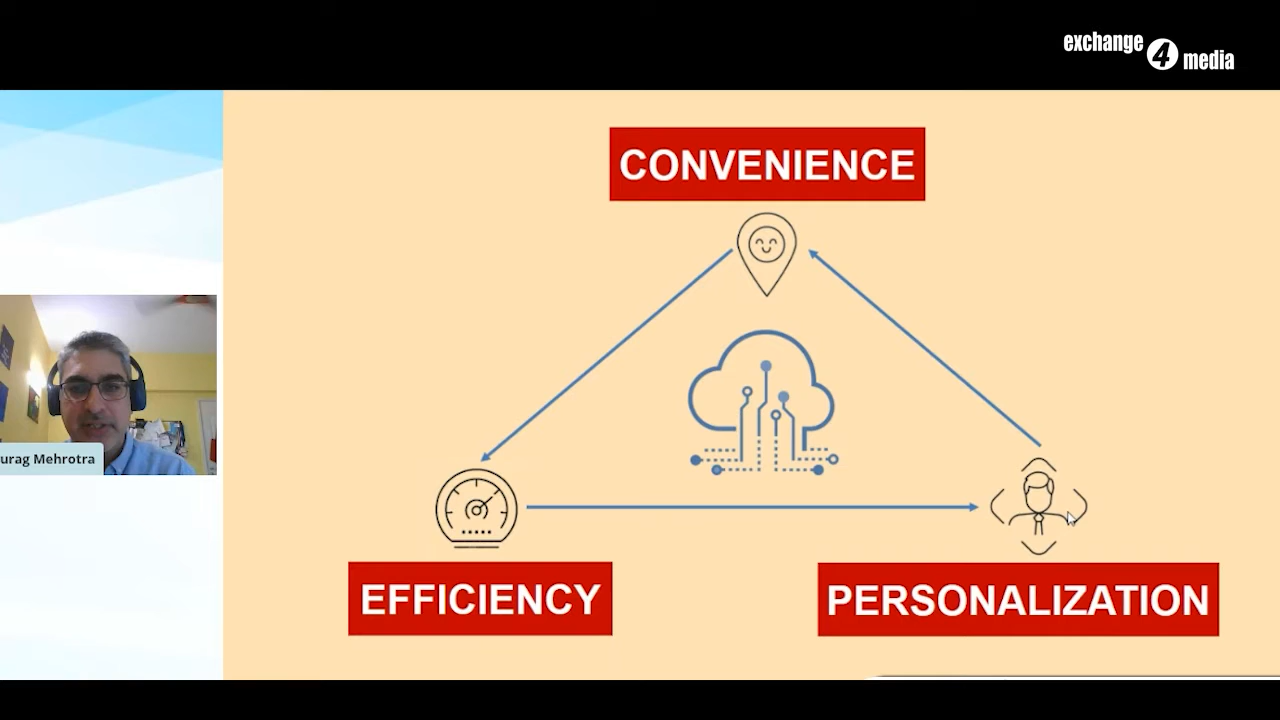 exchange
4
media
CONVENIENCE
urag Mehrotra
EFFICIENCY
PERSONALIZATION